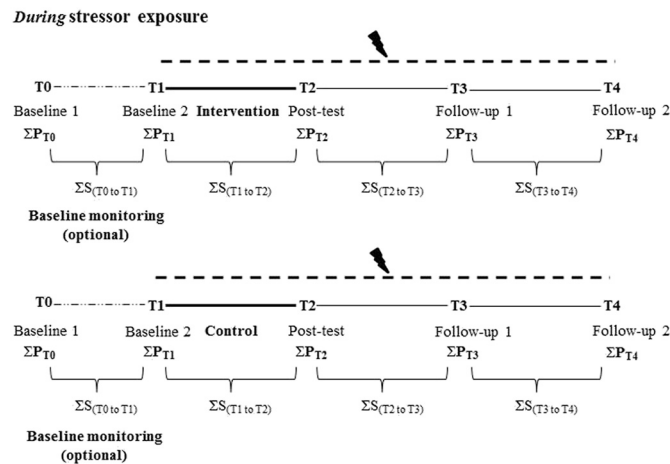 During stressor exposure
T0 T1 T2 T3 T4
Baseline 1 Baseline 2 Intervention Post-test Follow-up 1 Follow-up 2
ΣPT0 ΣPT1 ΣPT2 ΣPT3 ΣPT4
ΣS(T0 to T1) ΣS(T1 to T2) ΣS(T2 to T3) ΣS(T3 to T4)
Baseline monitoring
(optional)
T0 T1 T2 T3 T4
Baseline 1 Baseline 2 Control Post-test Follow-up 1 Follow-up 2
ΣPT0 ΣPT1 ΣPT2 ΣPT3 ΣPT4
ΣS(T0 to T1) ΣS(T1 to T2) ΣS(T2 to T3) ΣS(T3 to T4)
Baseline monitoring
(optional)